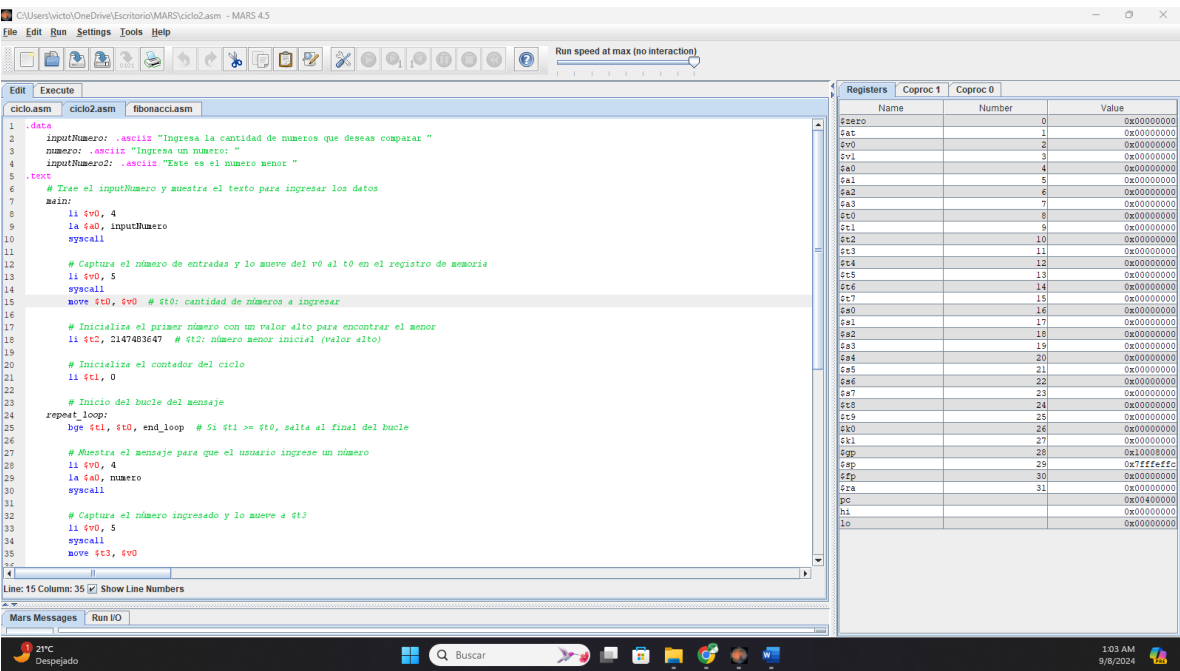 C:\Users\victo\OneDrive\Escritorio\MARS\ciclo2.asm - MARS 4.5
File Edit Run Settings Tools Help
Run speed at max (no interaction)
Edit Execute
ciclo.asm ciclo2.asm fibonacci.asm
1 .data
2 inputNumero: .asciiz "Ingresa la cantidad de numeros que deseas comparar "
3 numero: .asciiz "Ingresa un numero: "
4 inputNumero2: .asciiz "Este es el numero menor "
5 .text
6 # Trae el inputNumero y muestra el texto para ingresar los datos
7 main:
8 li $v0, 4
9 la $a0, inputNumero
10 syscall
11
12 # Captura el número de entradas y lo mueve del v0 al t0 en el registro de memoria
13 li $v0, 5
14 syscall
15 move $t0, $v0 # $t0: cantidad de números a ingresar
16
17 # Inicializa el primer número con un valor alto para encontrar el menor
18 li $t2, 2147483647 # $t2: número menor inicial (valor alto)
19
20 # Inicializa el contador del ciclo
21 li $t1, 0
22
23 # Inicio del bucle del mensaje
24 repeat_loop:
25 bge $t1, $t0, end_loop # Si $t1 >= $t0, salta al final del bucle
26
27 # Muestra el mensaje para que el usuario ingrese un número
28 li $v0, 4
29 la $a0, numero
30 syscall
31
32 # Captura el número ingresado y lo mueve a $t3
33 li $v0, 5
34 syscall
35 move $t3, $v0
36
Line: 15 Column: 35 Show Line Numbers
Mars Messages Run I/O
Registers Coproc 1 Coproc 0
Name Number Value
$zero 0 0x00000000
$at 1 0x00000000
$v0 2 0x00000000
$v1 3 0x00000000
$a0 4 0x00000000
$a1 5 0x00000000
$a2 6 0x00000000
$a3 7 0x00000000
$t0 8 0x00000000
$t1 9 0x00000000
$t2 10 0x00000000
$t3 11 0x00000000
$t4 12 0x00000000
$t5 13 0x00000000
$t6 14 0x00000000
$t7 15 0x00000000
$s0 16 0x00000000
$s1 17 0x00000000
$s2 18 0x00000000
$s3 19 0x00000000
$s4 20 0x00000000
$s5 21 0x00000000
$s6 22 0x00000000
$s7 23 0x00000000
$t8 24 0x00000000
$t9 25 0x00000000
$k0 26 0x00000000
$k1 27 0x00000000
$gp 28 0x10008000
$sp 29 0x7fffeffc
$fp 30 0x00000000
$ra 31 0x00000000
pc 0x00400000
hi 0x00000000
lo 0x00000000
1
21°C
Despejado
Buscar
1:03 AM
9/8/2024